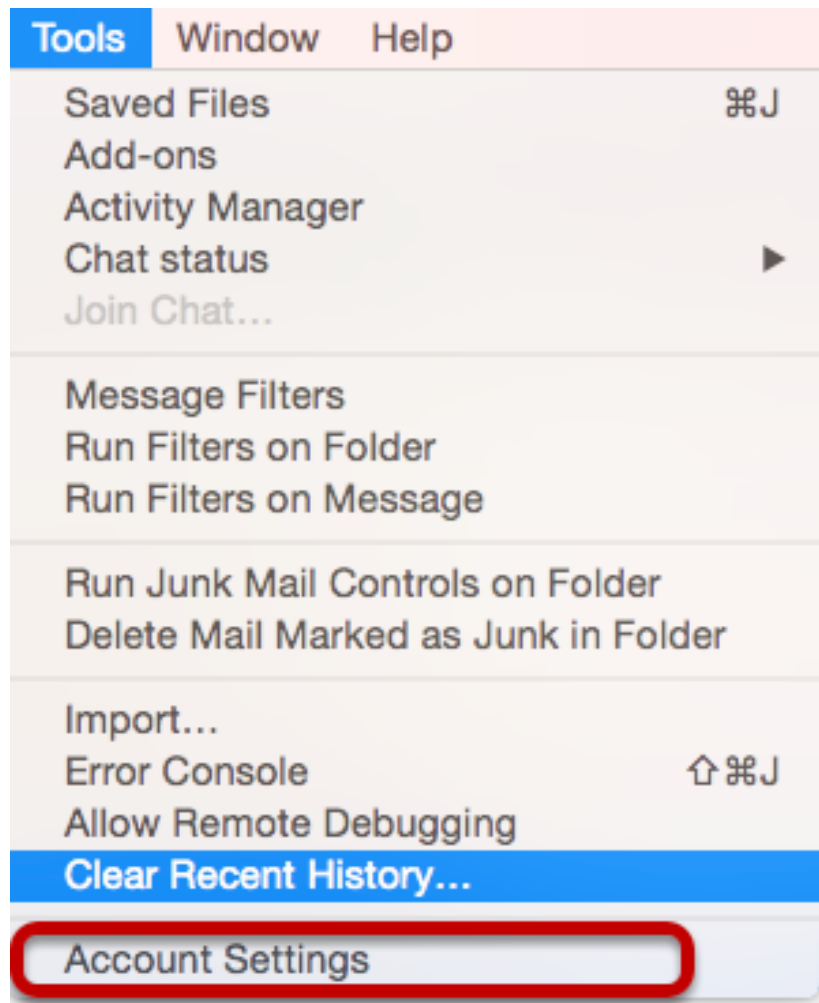 Tools Window Help
Saved Files ⌘J
Add-ons
Activity Manager
Chat status ▶
Join Chat...
Message Filters
Run Filters on Folder
Run Filters on Message
Run Junk Mail Controls on Folder
Delete Mail Marked as Junk in Folder
Import...
Error Console ⇧⌘J
Allow Remote Debugging
Clear Recent History...
Account Settings